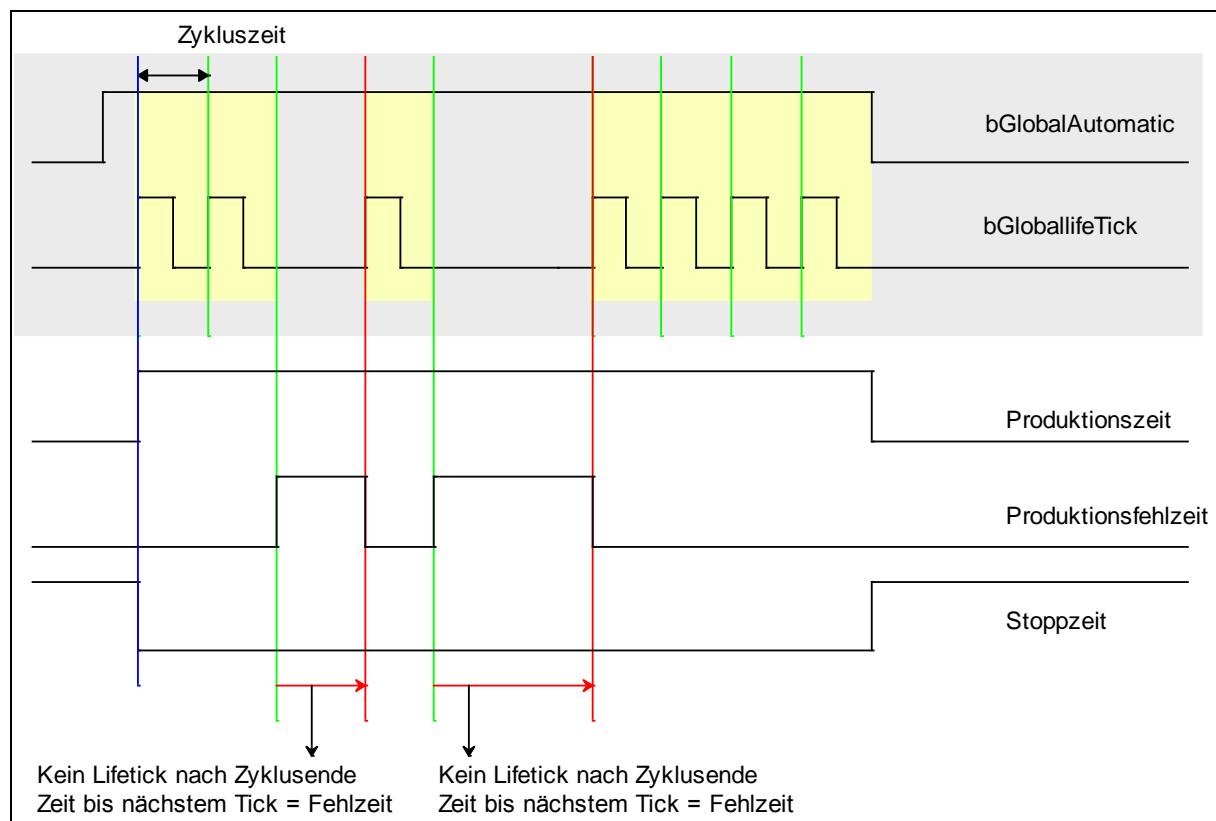 Zykluszeit
bGlobalAutomatic
bGloballifeTick
Produktionszeit
Produktionsfehlzeit
Stoppzeit
Kein Lifetick nach Zyklusende
Zeit bis nächstem Tick = Fehlzeit
Kein Lifetick nach Zyklusende
Zeit bis nächstem Tick = Fehlzeit